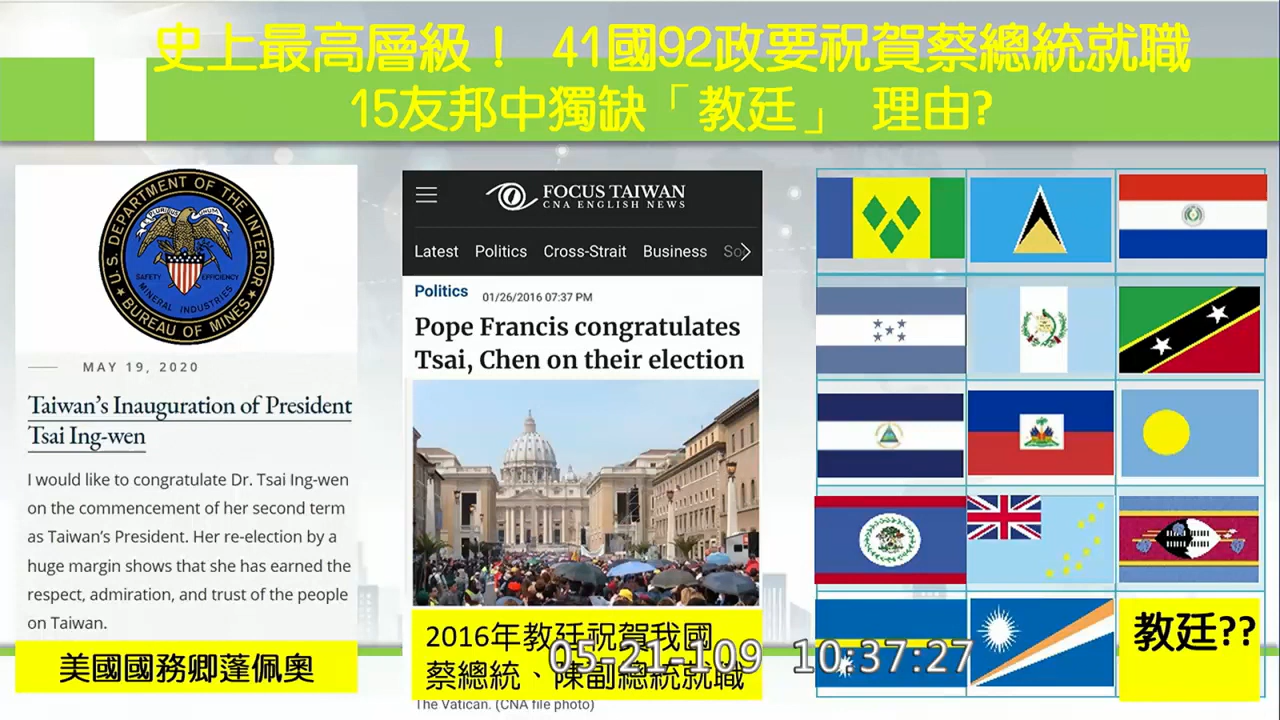 史上最高層級！ 41國92政要祝賀蔡總統就職
15友邦中獨缺「教廷」 理由?
U.S. DEPARTMENT OF THE INTERIOR
SAFETY EFFICIENCY
MINERAL INDUSTRIES
BUREAU OF MINES
MAY 19, 2020
Taiwan's Inauguration of President
Tsai Ing-wen
I would like to congratulate Dr. Tsai Ing-wen
on the commencement of her second term
as Taiwan's President. Her re-election by a
huge margin shows that she has earned the
respect, admiration, and trust of the people
on Taiwan.
美國國務卿蓬佩奧
FOCUS TAIWAN
CNA ENGLISH NEWS
Latest Politics Cross-Strait Business So
Politics 01/26/2016 07:37 PM
Pope Francis congratulates
Tsai, Chen on their election
2016年教廷祝賀我國
蔡總統、陳副總統就職
The Vatican. (CNA file photo)
教廷??
05-21-109 10:37:27